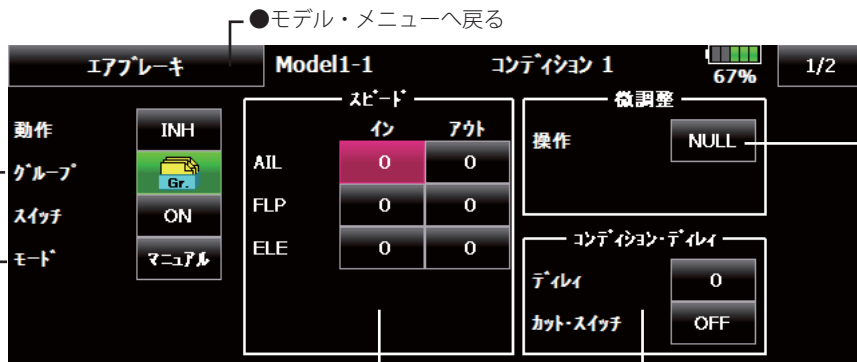 ●モデル・メニューへ戻る
エアブレーキ Model1-1 コンディション 1 67% 1/2
スピード 微調整
動作 INH イン アウト 操作 NULL
グループ Gr. AIL 0 0
スイッチ ON FLP 0 0
モード マニュアル ELE 0 0
コンディション・ディレイ
ディレイ 0
カット・スイッチ OFF